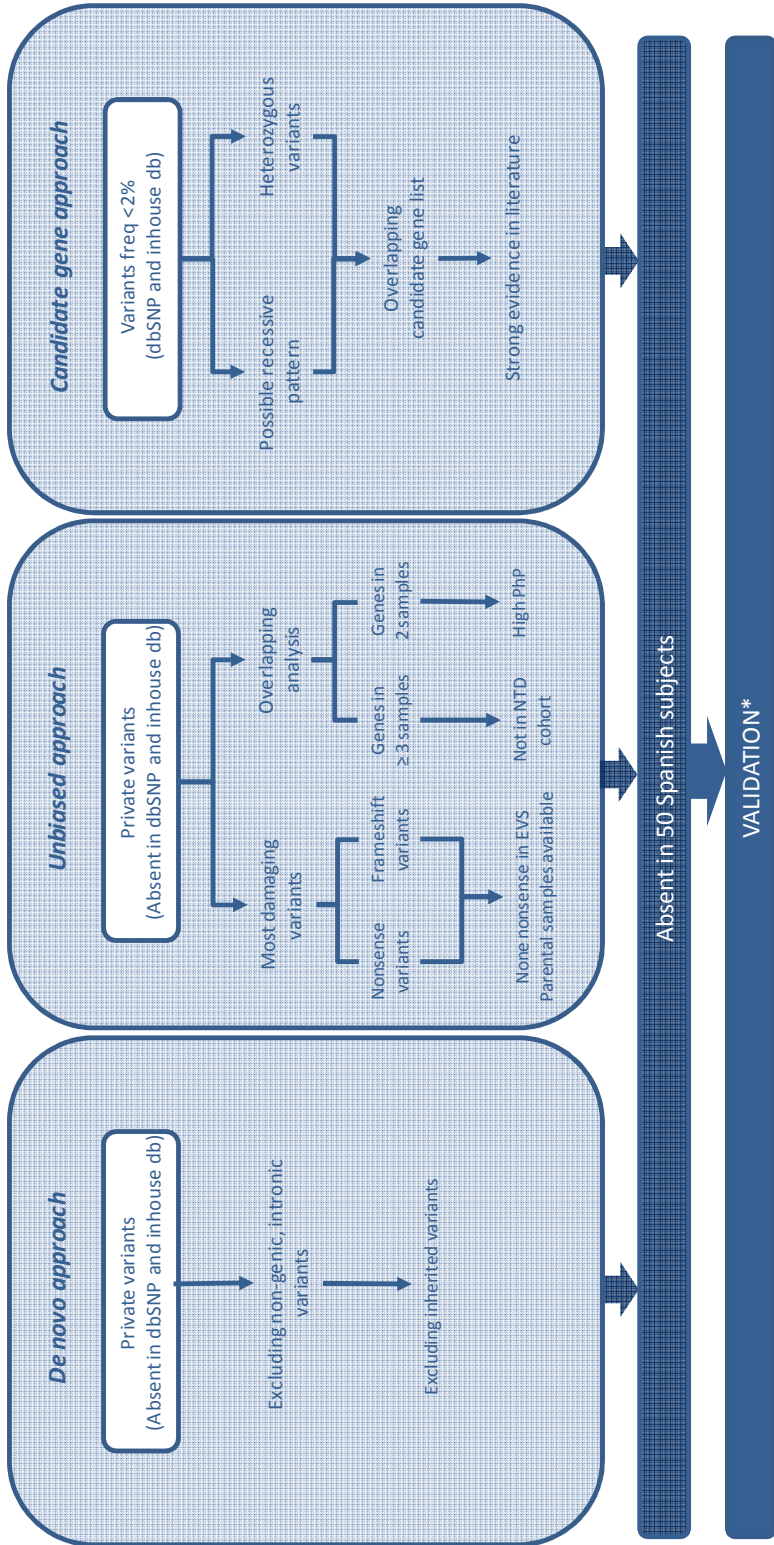 De novo approach
Private variants
(Absent in dbSNP and inhouse db)
Excluding non-genic, intronic
variants
Excluding inherited variants
Unbiased approach
Private variants
(Absent in dbSNP and inhouse db)
Most damaging
variants
Overlapping
analysis
Nonsense
variants
Frameshift
variants
Genes in
≥ 3 samples
Genes in
2 samples
None nonsense in EVS
Parental samples available
Not in NTD
cohort
High PhP
Candidate gene approach
Variants freq <2%
(dbSNP and inhouse db)
Possible recessive
pattern
Heterozygous
variants
Overlapping
candidate gene list
Strong evidence in literature
Absent in 50 Spanish subjects
VALIDATION*